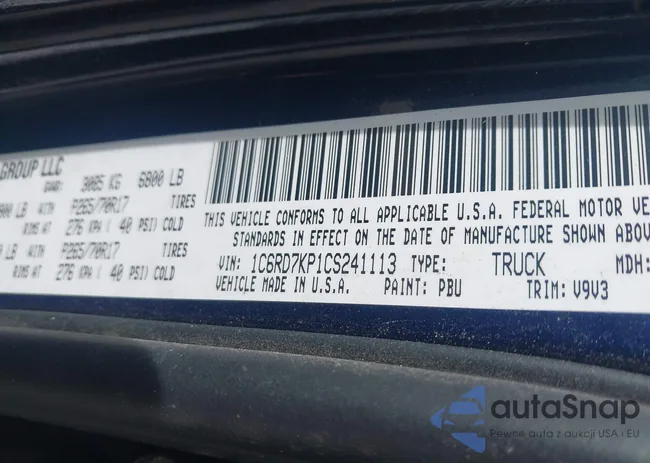 GROUP LLC
3085 KG 6800 LB
WITH P265/70R17 TIRES
RIMS AT 276 KPA ( 40 PSI) COLD
LB WITH P265/70R17 TIRES
RIMS AT 276 KPA ( 40 PSI) COLD
THIS VEHICLE CONFORMS TO ALL APPLICABLE U.S.A. FEDERAL MOTOR VE
STANDARDS IN EFFECT ON THE DATE OF MANUFACTURE SHOWN ABOV
VIN: 1C6RD7KP1CS241113 TYPE: TRUCK MDH:
VEHICLE MADE IN U.S.A. PAINT: PBU TRIM: V9V3
autoSnap
Pewne auta z aukcji USA i EU